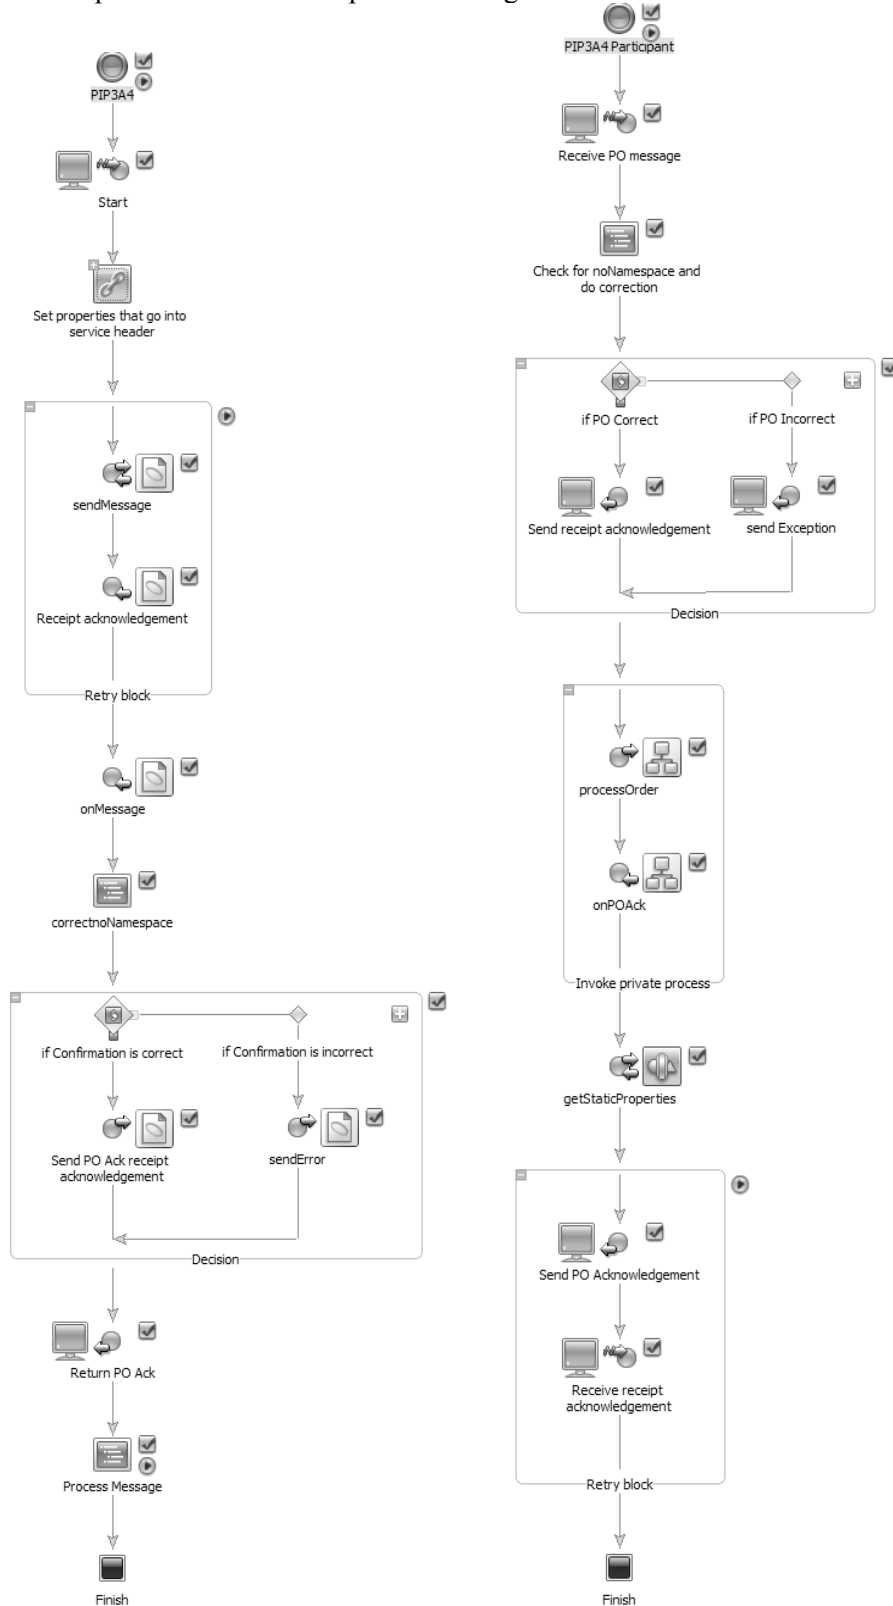 PIP3A4
Start
Set properties that go into
service header
sendMessage
Receipt acknowledgement
Retry block
onMessage
correctnoNamespace
if Confirmation is correct
if Confirmation is incorrect
Send PO Ack receipt
acknowledgement
sendError
Decision
Return PO Ack
Process Message
Finish
PIP3A4 Participant
Receive PO message
Check for noNamespace and
do correction
if PO Correct
if PO Incorrect
Send receipt acknowledgement
send Exception
Decision
processOrder
onPOAck
Invoke private process
getStaticProperties
Send PO Acknowledgement
Receive receipt
acknowledgement
Retry block
Finish